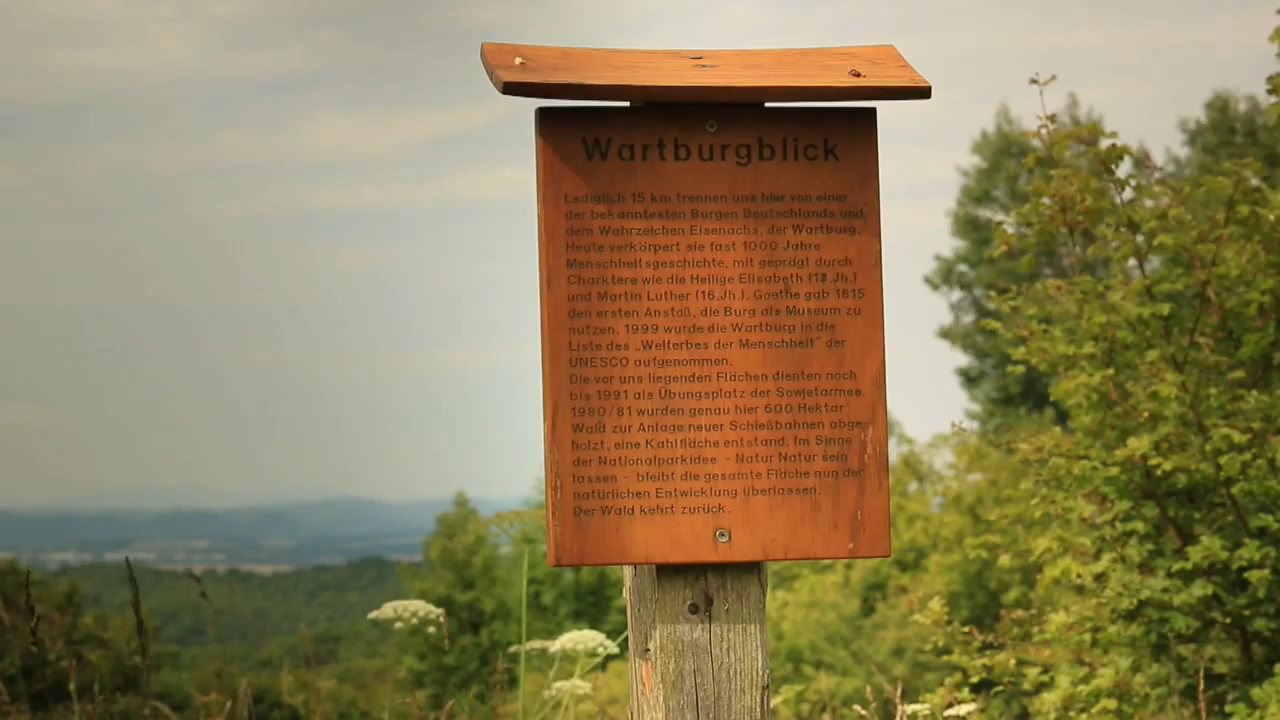 Wartburgblick
Lediglich 15 km trennen uns hier von einer
der bekanntesten Burgen Deutschlands und
dem Wahrzeichen Eisenachs, der Wartburg.
Heute verkörpert sie fast 1000 Jahre
Menschheitsgeschichte, mit geprägt durch
Charktere wie die Heilige Elisabeth (13.Jh.)
und Martin Luther (16.Jh.). Goethe gab 1815
den ersten Anstoß, die Burg als Museum zu
nutzen. 1999 wurde die Wartburg in die
Liste des „Welterbes der Menschheit“ der
UNESCO aufgenommen.
Die vor uns liegenden Flächen dienten noch
bis 1991 als Übungsplatz der Sowjetarmee.
1980/81 wurden genau hier 600 Hektar
Wald zur Anlage neuer Schießbahnen abge-
holzt, eine Kahlfläche entstand. Im Sinne
der Nationalparkidee - Natur Natur sein
lassen - bleibt die gesamte Fläche nun der
natürlichen Entwicklung überlassen.
Der Wald kehrt zurück.